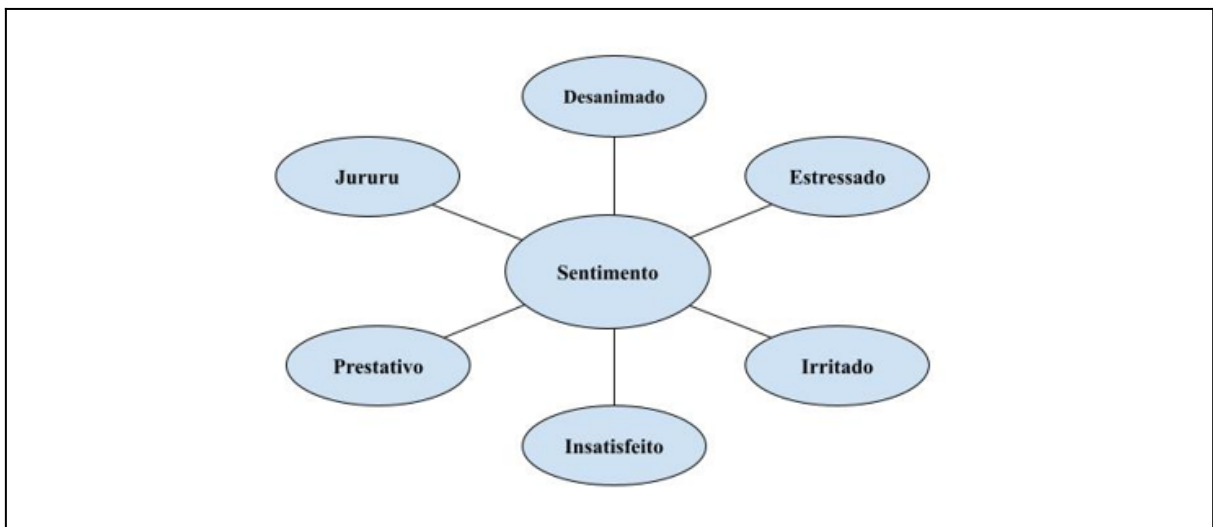 Desanimado
Jururu
Estressado
Sentimento
Prestativo
Irritado
Insatisfeito